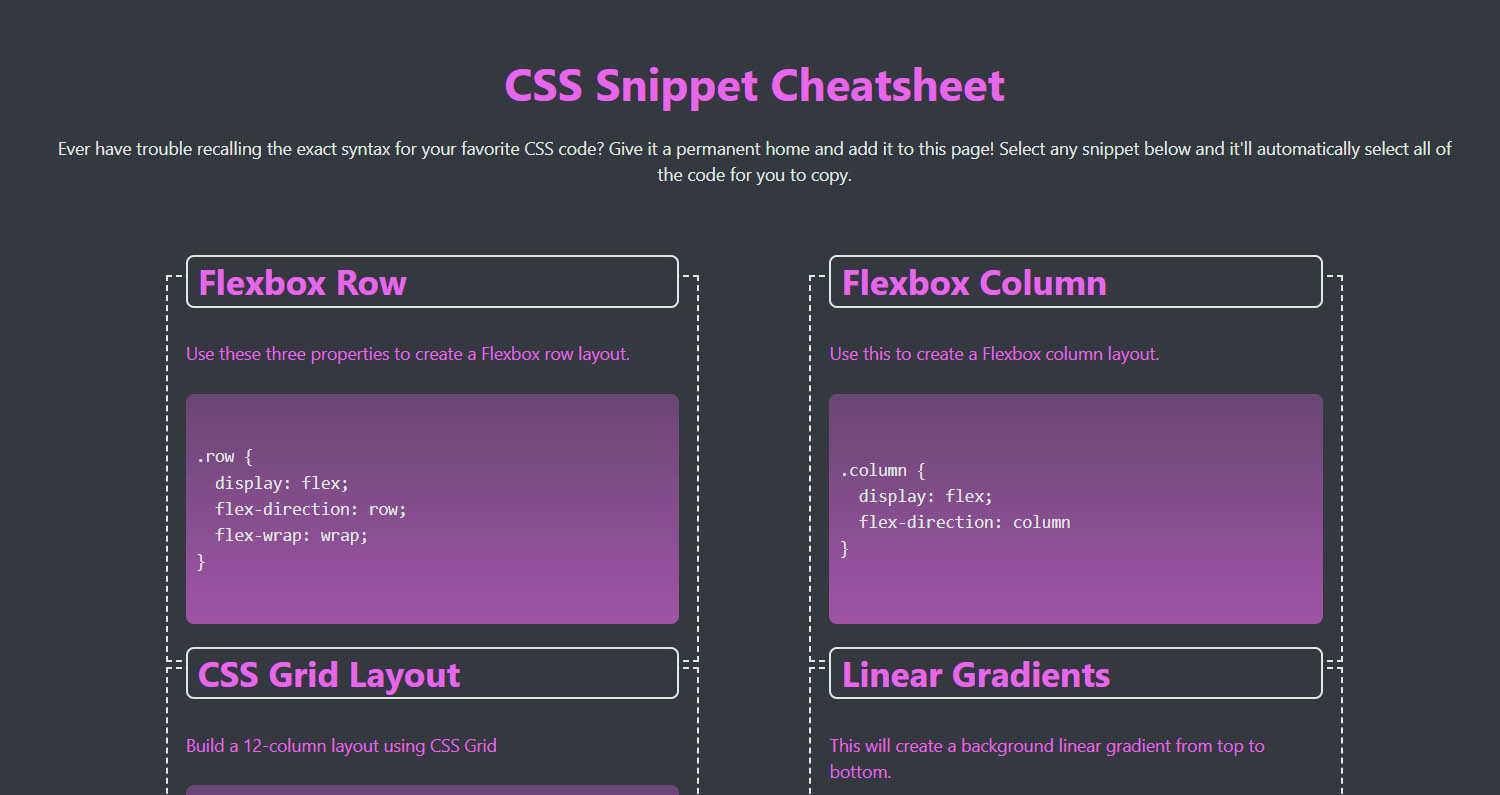 CSS Snippet Cheatsheet
Ever have trouble recalling the exact syntax for your favorite CSS code? Give it a permanent home and add it to this page! Select any snippet below and it'll automatically select all of
the code for you to copy.
Flexbox Row
Use these three properties to create a Flexbox row layout.
.row {
  display: flex;
  flex-direction: row;
  flex-wrap: wrap;
}
Flexbox Column
Use this to create a Flexbox column layout.
.column {
  display: flex;
  flex-direction: column
}
CSS Grid Layout
Build a 12-column layout using CSS Grid
Linear Gradients
This will create a background linear gradient from top to
bottom.